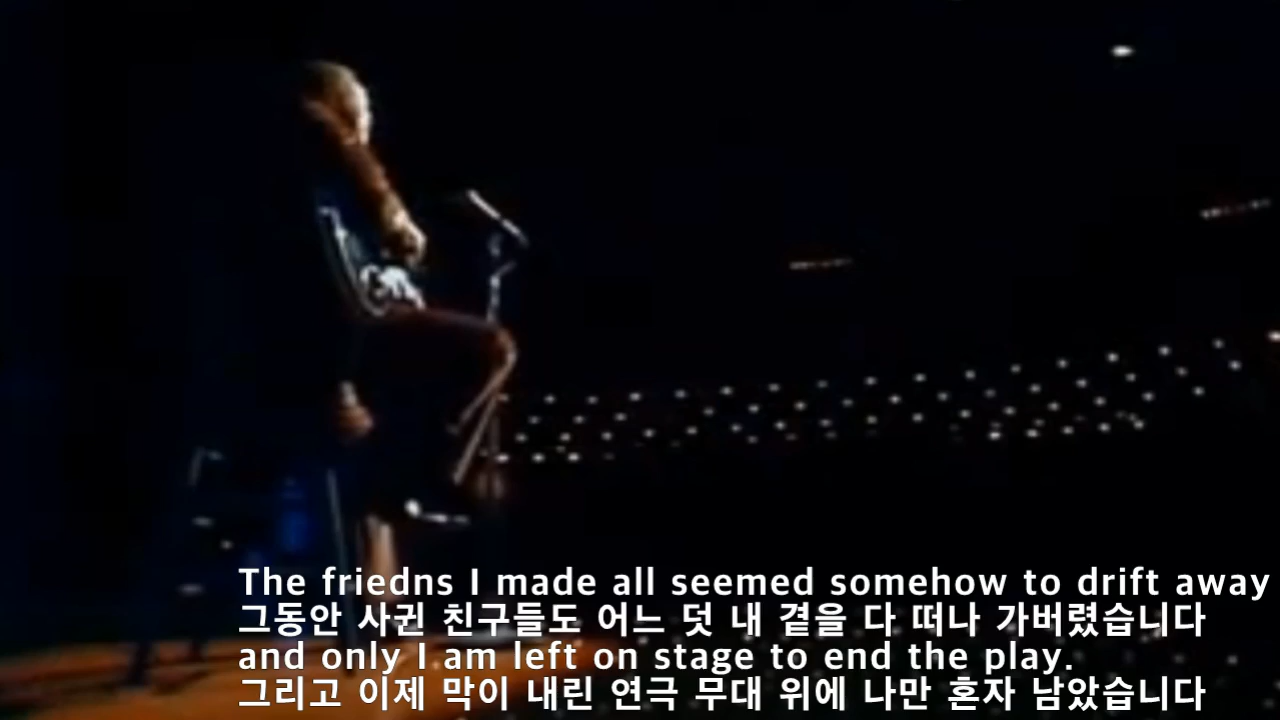 The friedns I made all seemed somehow to drift away
그동안 사귄 친구들도 어느 덧 내 곁을 다 떠나 가버렸습니다
and only I am left on stage to end the play.
그리고 이제 막이 내린 연극 무대 위에 나만 혼자 남았습니다